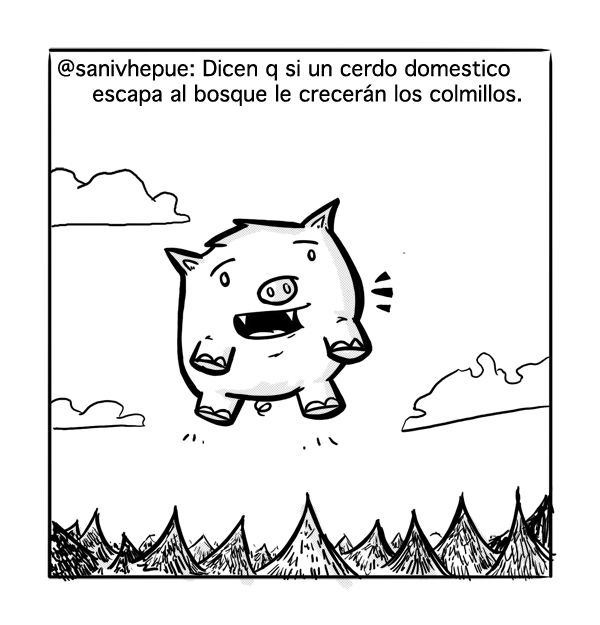 @sanivhepue: Dicen q si un cerdo domestico
escapa al bosque le crecerán los colmillos.